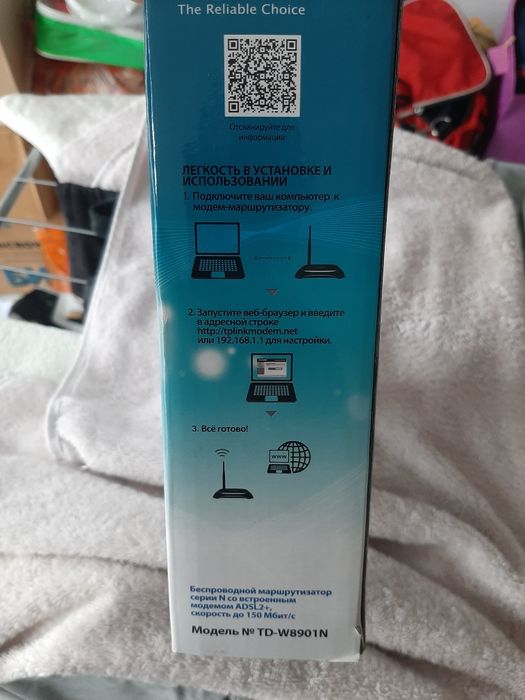 The Reliable Choice
Отсканируйте для
информации
ЛЕГКОСТЬ В УСТАНОВКЕ И
ИСПОЛЬЗОВАНИИ
1. Подключите ваш компьютер к
модем-маршрутизатору.
2. Запустите веб-браузер и введите
в адресной строке
http://tplinkmodem.net
или 192.168.1.1 для настройки.
3. Всё готово!
www
Беспроводной маршрутизатор
серии N со встроенным
модемом ADSL2+,
скорость до 150 Мбит/с
Модель № TD-W8901N